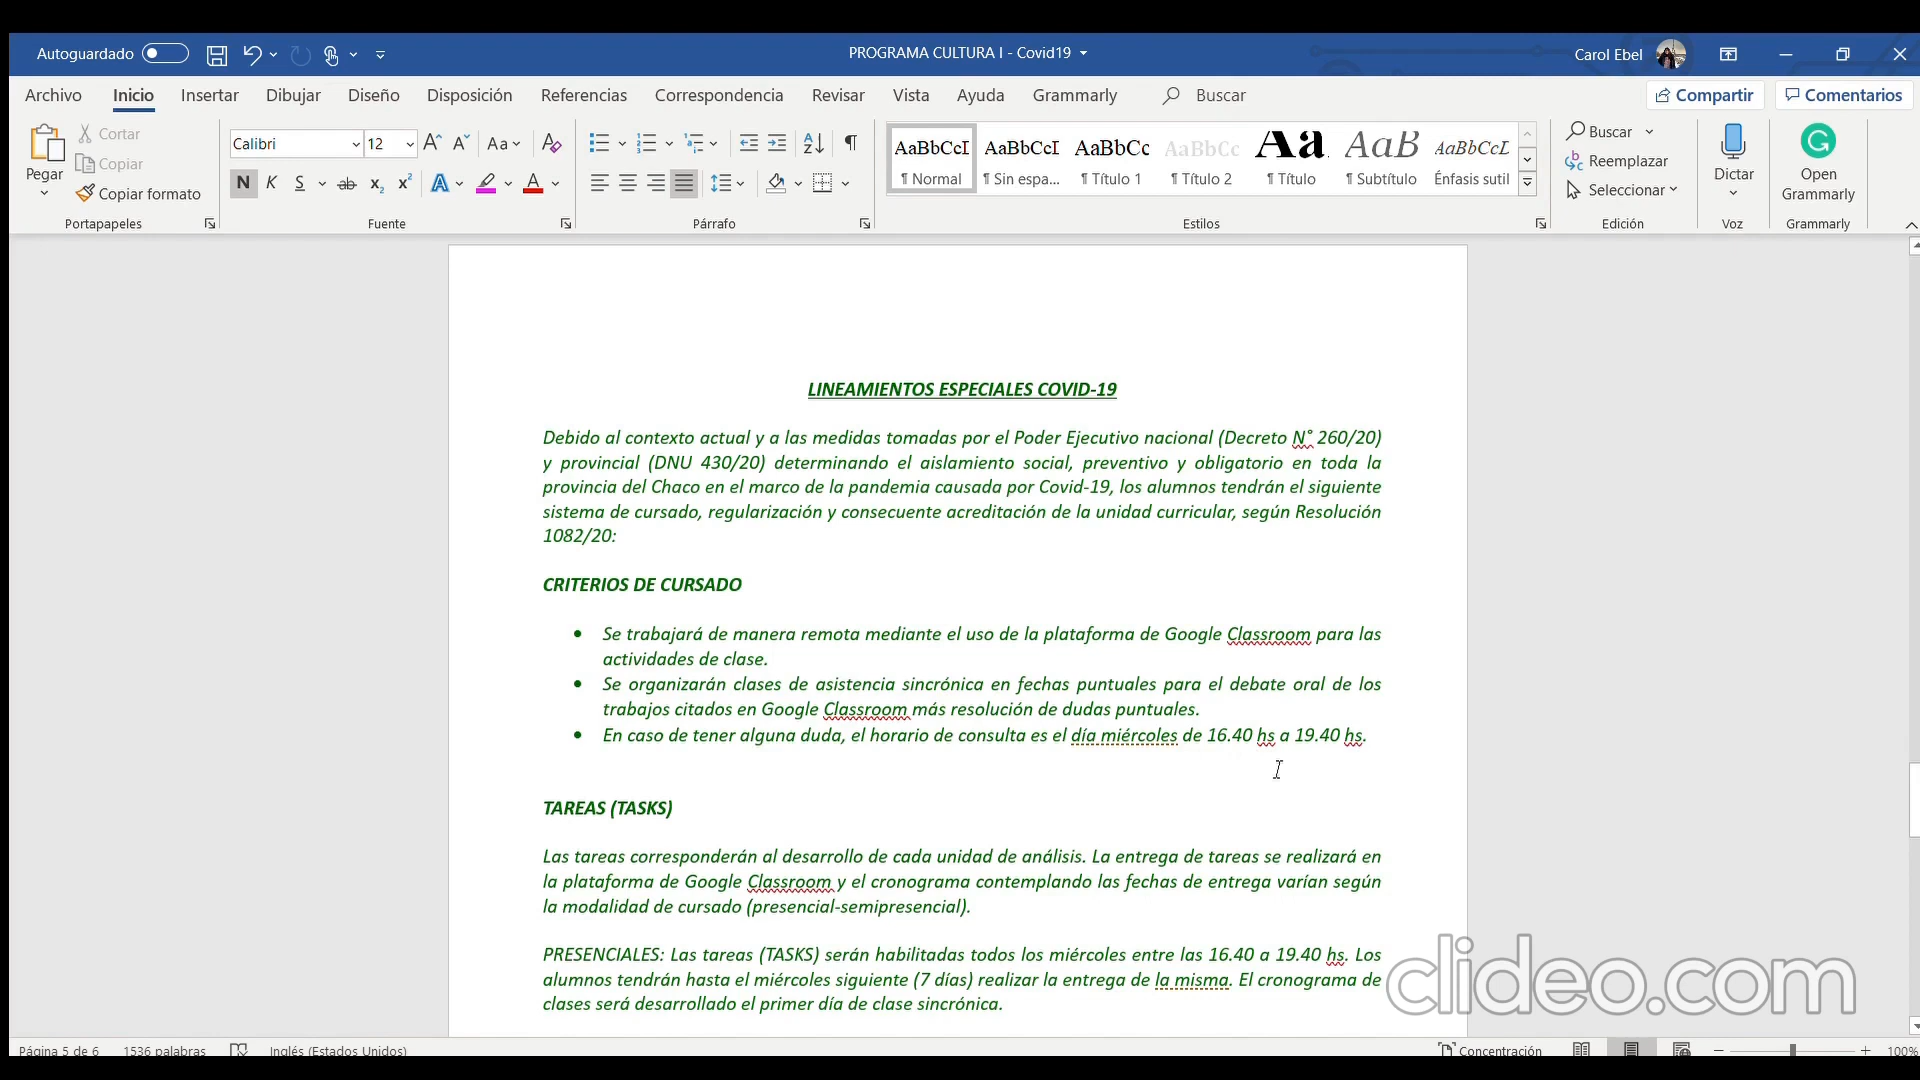 Autoguardado
PROGRAMA CULTURA I - Covid19
Carol Ebel
Archivo Inicio Insertar Dibujar Diseño Disposición Referencias Correspondencia Revisar Vista Ayuda Grammarly Buscar Compartir Comentarios
Pegar
Cortar
Copiar
Copiar formato
Portapapeles
Calibri 12
N K S ab x₂ x² A A
Aa
Fuente
Párrafo
AaBbCcI AaBbCcI AaBbCc AaBbCc Aa AaB AaBbCcL
¶ Normal ¶ Sin espa... ¶ Título 1 ¶ Título 2 ¶ Título ¶ Subtítulo Énfasis sutil
Estilos
Buscar
Reemplazar
Seleccionar
Edición
Dictar
Voz
Open
Grammarly
Grammarly
LINEAMIENTOS ESPECIALES COVID-19
Debido al contexto actual y a las medidas tomadas por el Poder Ejecutivo nacional (Decreto N° 260/20)
y provincial (DNU 430/20) determinando el aislamiento social, preventivo y obligatorio en toda la
provincia del Chaco en el marco de la pandemia causada por Covid-19, los alumnos tendrán el siguiente
sistema de cursado, regularización y consecuente acreditación de la unidad curricular, según Resolución
1082/20:
CRITERIOS DE CURSADO
• Se trabajará de manera remota mediante el uso de la plataforma de Google Classroom para las
actividades de clase.
• Se organizarán clases de asistencia sincrónica en fechas puntuales para el debate oral de los
trabajos citados en Google Classroom más resolución de dudas puntuales.
• En caso de tener alguna duda, el horario de consulta es el día miércoles de 16.40 hs a 19.40 hs.
TAREAS (TASKS)
Las tareas corresponderán al desarrollo de cada unidad de análisis. La entrega de tareas se realizará en
la plataforma de Google Classroom y el cronograma contemplando las fechas de entrega varían según
la modalidad de cursado (presencial-semipresencial).
PRESENCIALES: Las tareas (TASKS) serán habilitadas todos los miércoles entre las 16.40 a 19.40 hs. Los
alumnos tendrán hasta el miércoles siguiente (7 días) realizar la entrega de la misma. El cronograma de
clases será desarrollado el primer día de clase sincrónica.
clideo.com
Página 5 de 6 1536 palabras Inglés (Estados Unidos) Concentración 100%